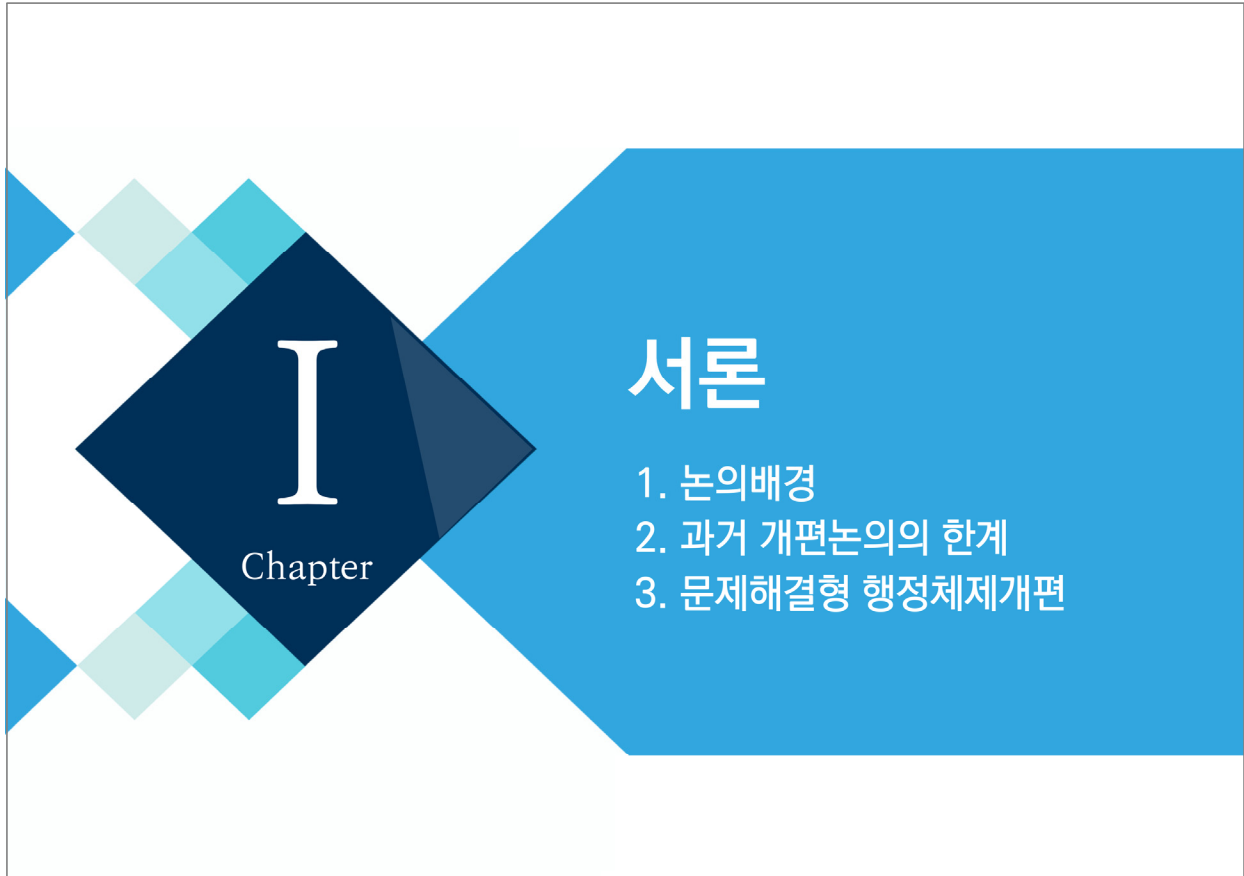 I
Chapter
서론
1. 논의배경
2. 과거 개편논의의 한계
3. 문제해결형 행정체제개편